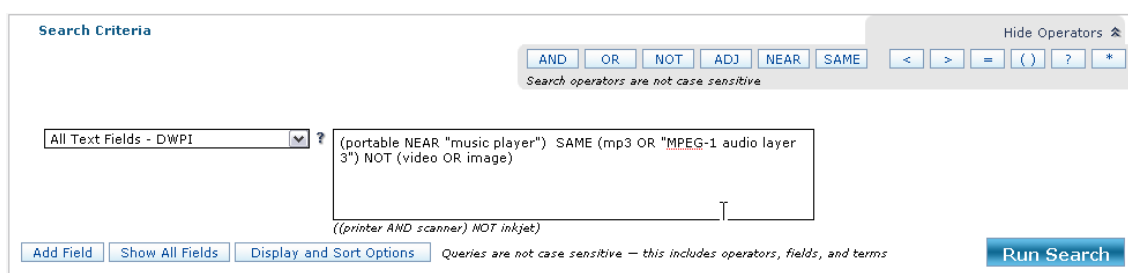 Search Criteria
Hide Operators
AND OR NOT ADJ NEAR SAME < > = ( ) ? *
Search operators are not case sensitive
All Text Fields - DWPI ? (portable NEAR "music player") SAME (mp3 OR "MPEG-1 audio layer
3") NOT (video OR image)
((printer AND scanner) NOT inkjet)
Add Field Show All Fields Display and Sort Options Queries are not case sensitive — this includes operators, fields, and terms Run Search